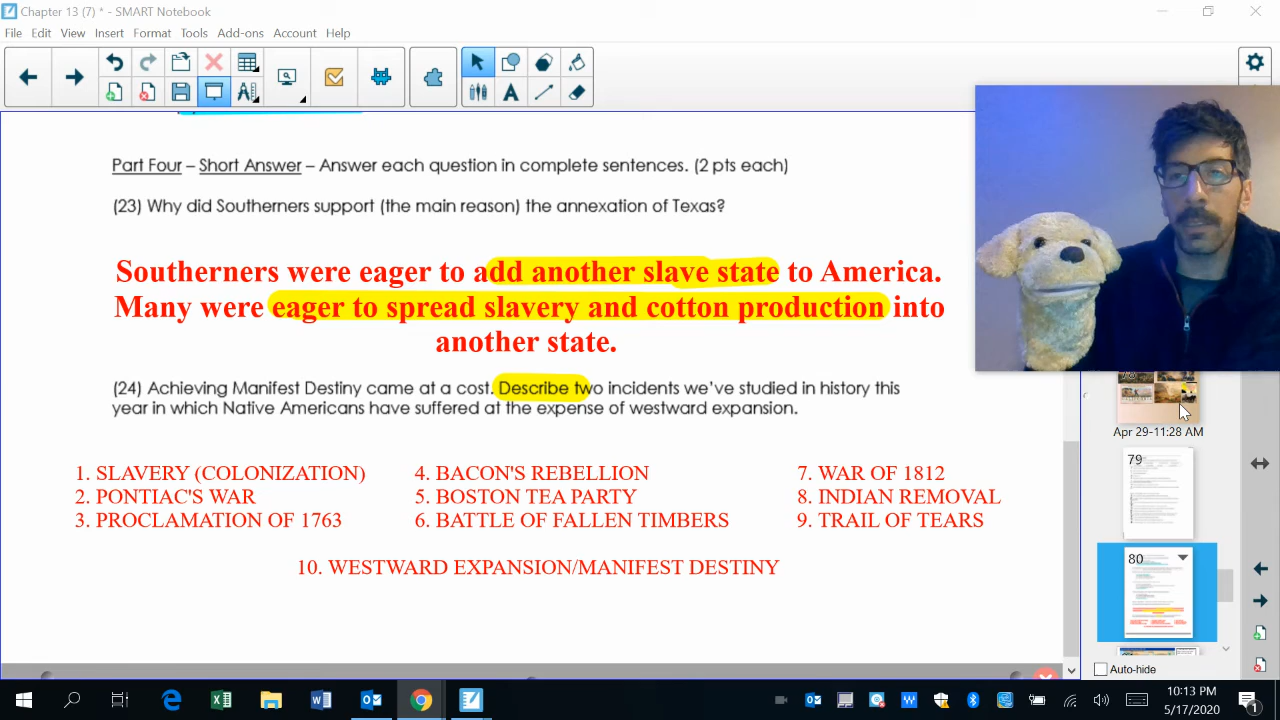 Chapter 13 (7) * - SMART Notebook
File Edit View Insert Format Tools Add-ons Account Help
Part Four – Short Answer – Answer each question in complete sentences. (2 pts each)
(23) Why did Southerners support (the main reason) the annexation of Texas?
Southerners were eager to add another slave state to America.
Many were eager to spread slavery and cotton production into
another state.
(24) Achieving Manifest Destiny came at a cost. Describe two incidents we've studied in history this
year in which Native Americans have suffered at the expense of westward expansion.
1. SLAVERY (COLONIZATION) 4. BACON'S REBELLION 7. WAR OF 1812
2. PONTIAC'S WAR 5. BOSTON TEA PARTY 8. INDIAN REMOVAL
3. PROCLAMATION OF 1763 6. BATTLE OF FALLEN TIMBERS 9. TRAIL OF TEARS
10. WESTWARD EXPANSION/MANIFEST DESTINY
78
Apr 29-11:28 AM
79
80
Auto-hide
10:13 PM
5/17/2020
1